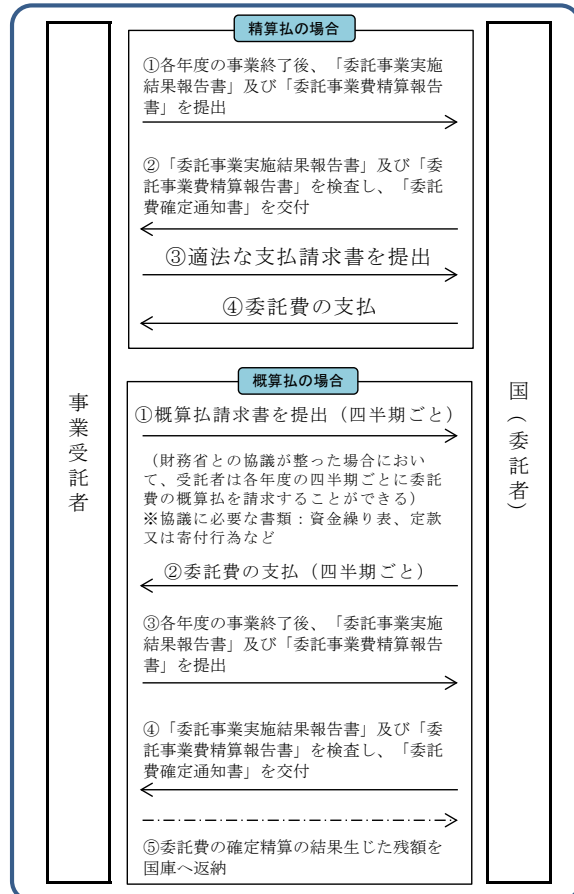 精算払の場合
①各年度の事業終了後、「委託事業実施
結果報告書」及び「委託事業費精算報告
書」を提出
②「委託事業実施結果報告書」及び「委
託事業費精算報告書」を検査し、「委託
費確定通知書」を交付
③適法な支払請求書を提出
④委託費の支払
事業受託者
国(委託者)
概算払の場合
①概算払請求書を提出(四半期ごと)
(財務省との協議が整った場合におい
て、受託者は各年度の四半期ごとに委託
費の概算払を請求することができる)
※協議に必要な書類:資金繰り表、定款
又は寄付行為など
②委託費の支払(四半期ごと)
③各年度の事業終了後、「委託事業実施
結果報告書」及び「委託事業費精算報告
書」を提出
④「委託事業実施結果報告書」及び「委
託事業費精算報告書」を検査し、「委託
費確定通知書」を交付
⑤委託費の確定精算の結果生じた残額を
国庫へ返納